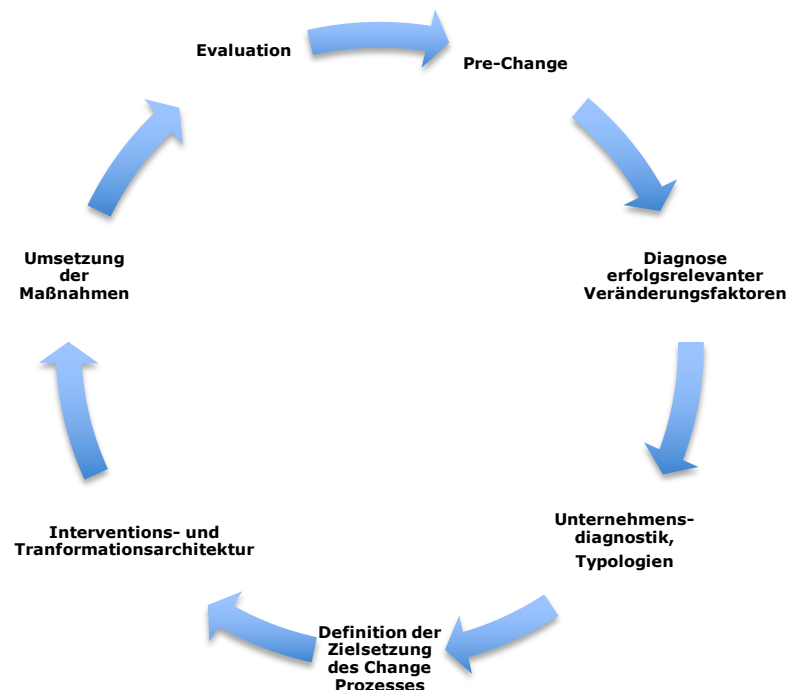 Evaluation
Pre-Change
Diagnose
erfolgsrelevanter
Veränderungsfaktoren
Unternehmens-
diagnostik,
Typologien
Definition der
Zielsetzung
des Change
Prozesses
Interventions- und
Tranformationsarchitektur
Umsetzung
der
Maßnahmen